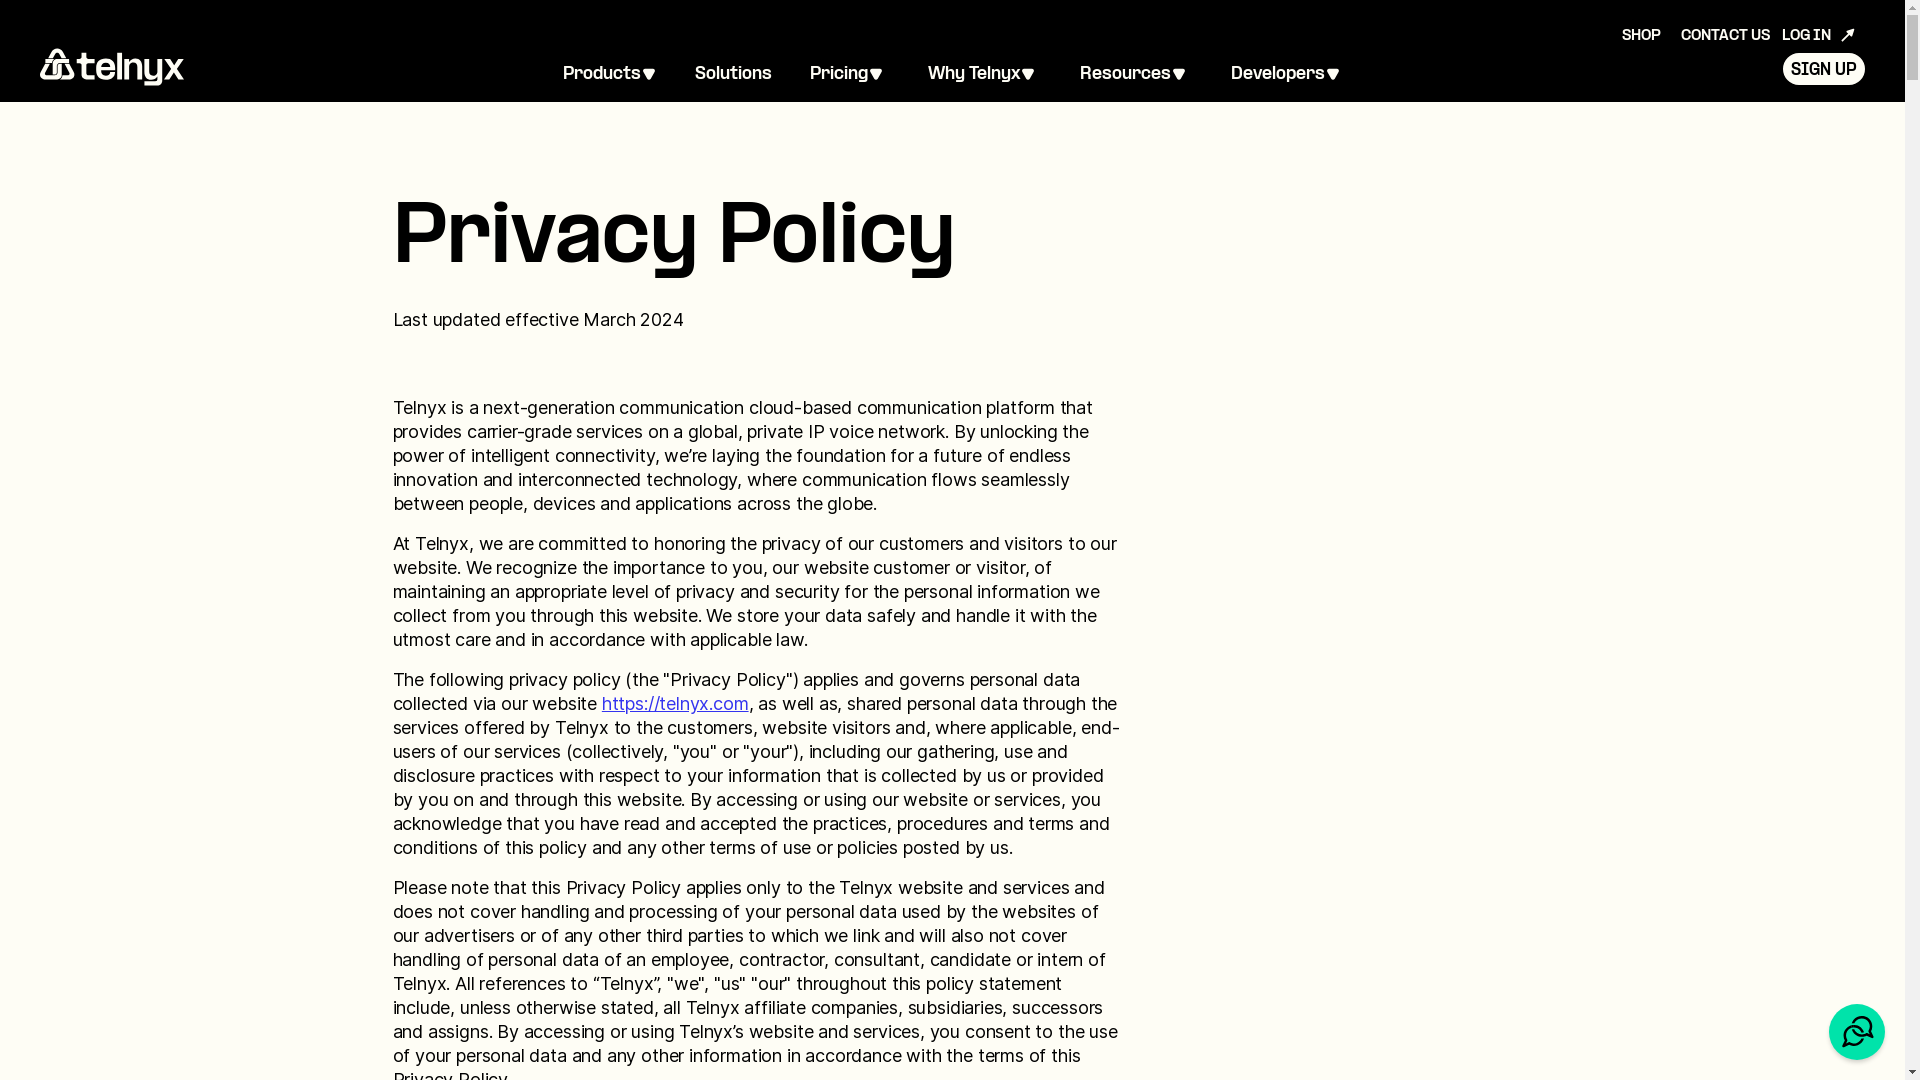 SHOP CONTACT US LOG IN
telnyx
Products Solutions Pricing Why Telnyx Resources Developers
SIGN UP
Privacy Policy
Last updated effective March 2024
Telnyx is a next-generation communication cloud-based communication platform that
provides carrier-grade services on a global, private IP voice network. By unlocking the
power of intelligent connectivity, we’re laying the foundation for a future of endless
innovation and interconnected technology, where communication flows seamlessly
between people, devices and applications across the globe.
At Telnyx, we are committed to honoring the privacy of our customers and visitors to our
website. We recognize the importance to you, our website customer or visitor, of
maintaining an appropriate level of privacy and security for the personal information we
collect from you through this website. We store your data safely and handle it with the
utmost care and in accordance with applicable law.
The following privacy policy (the "Privacy Policy") applies and governs personal data
collected via our website https://telnyx.com, as well as, shared personal data through the
services offered by Telnyx to the customers, website visitors and, where applicable, end-
users of our services (collectively, "you" or "your"), including our gathering, use and
disclosure practices with respect to your information that is collected by us or provided
by you on and through this website. By accessing or using our website or services, you
acknowledge that you have read and accepted the practices, procedures and terms and
conditions of this policy and any other terms of use or policies posted by us.
Please note that this Privacy Policy applies only to the Telnyx website and services and
does not cover handling and processing of your personal data used by the websites of
our advertisers or of any other third parties to which we link and will also not cover
handling of personal data of an employee, contractor, consultant, candidate or intern of
Telnyx. All references to “Telnyx”, "we", "us" "our" throughout this policy statement
include, unless otherwise stated, all Telnyx affiliate companies, subsidiaries, successors
and assigns. By accessing or using Telnyx’s website and services, you consent to the use
of your personal data and any other information in accordance with the terms of this
Privacy Policy.